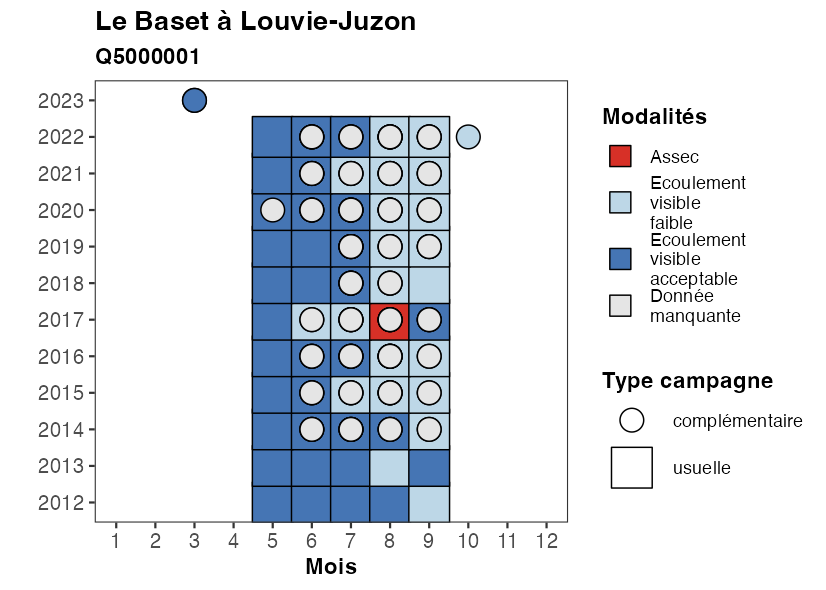 Le Baset à Louvie-Juzon
Q5000001
2023
2022
2021
2020
2019
2018
2017
2016
2015
2014
2013
2012
1 2 3 4 5 6 7 8 9 10 11 12
Mois
Modalités
Assec
Ecoulement
visible
faible
Ecoulement
visible
acceptable
Donnée
manquante
Type campagne
complémentaire
usuelle